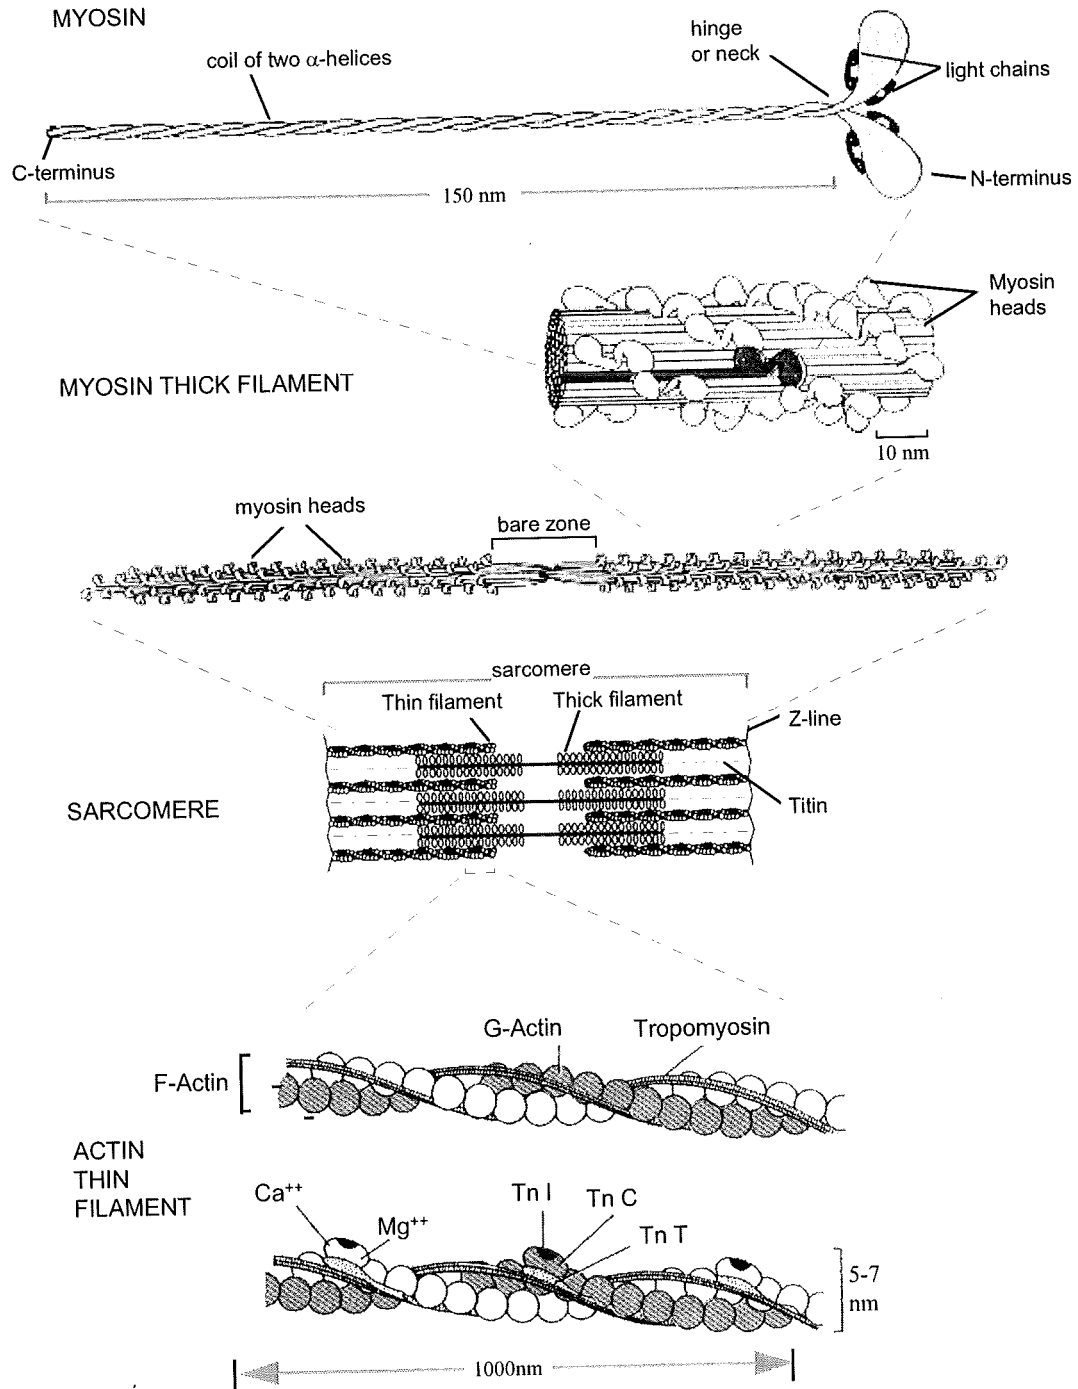 MYOSIN
coil of two α-helices
hinge
or neck
light chains
C-terminus
N-terminus
150 nm
Myosin
heads
MYOSIN THICK FILAMENT
10 nm
myosin heads
bare zone
sarcomere
Thin filament
Thick filament
Z-line
Titin
SARCOMERE
G-Actin
Tropomyosin
F-Actin
ACTIN
THIN
FILAMENT
Ca⁺⁺
Mg⁺⁺
Tn I
Tn C
Tn T
5-7
nm
1000nm